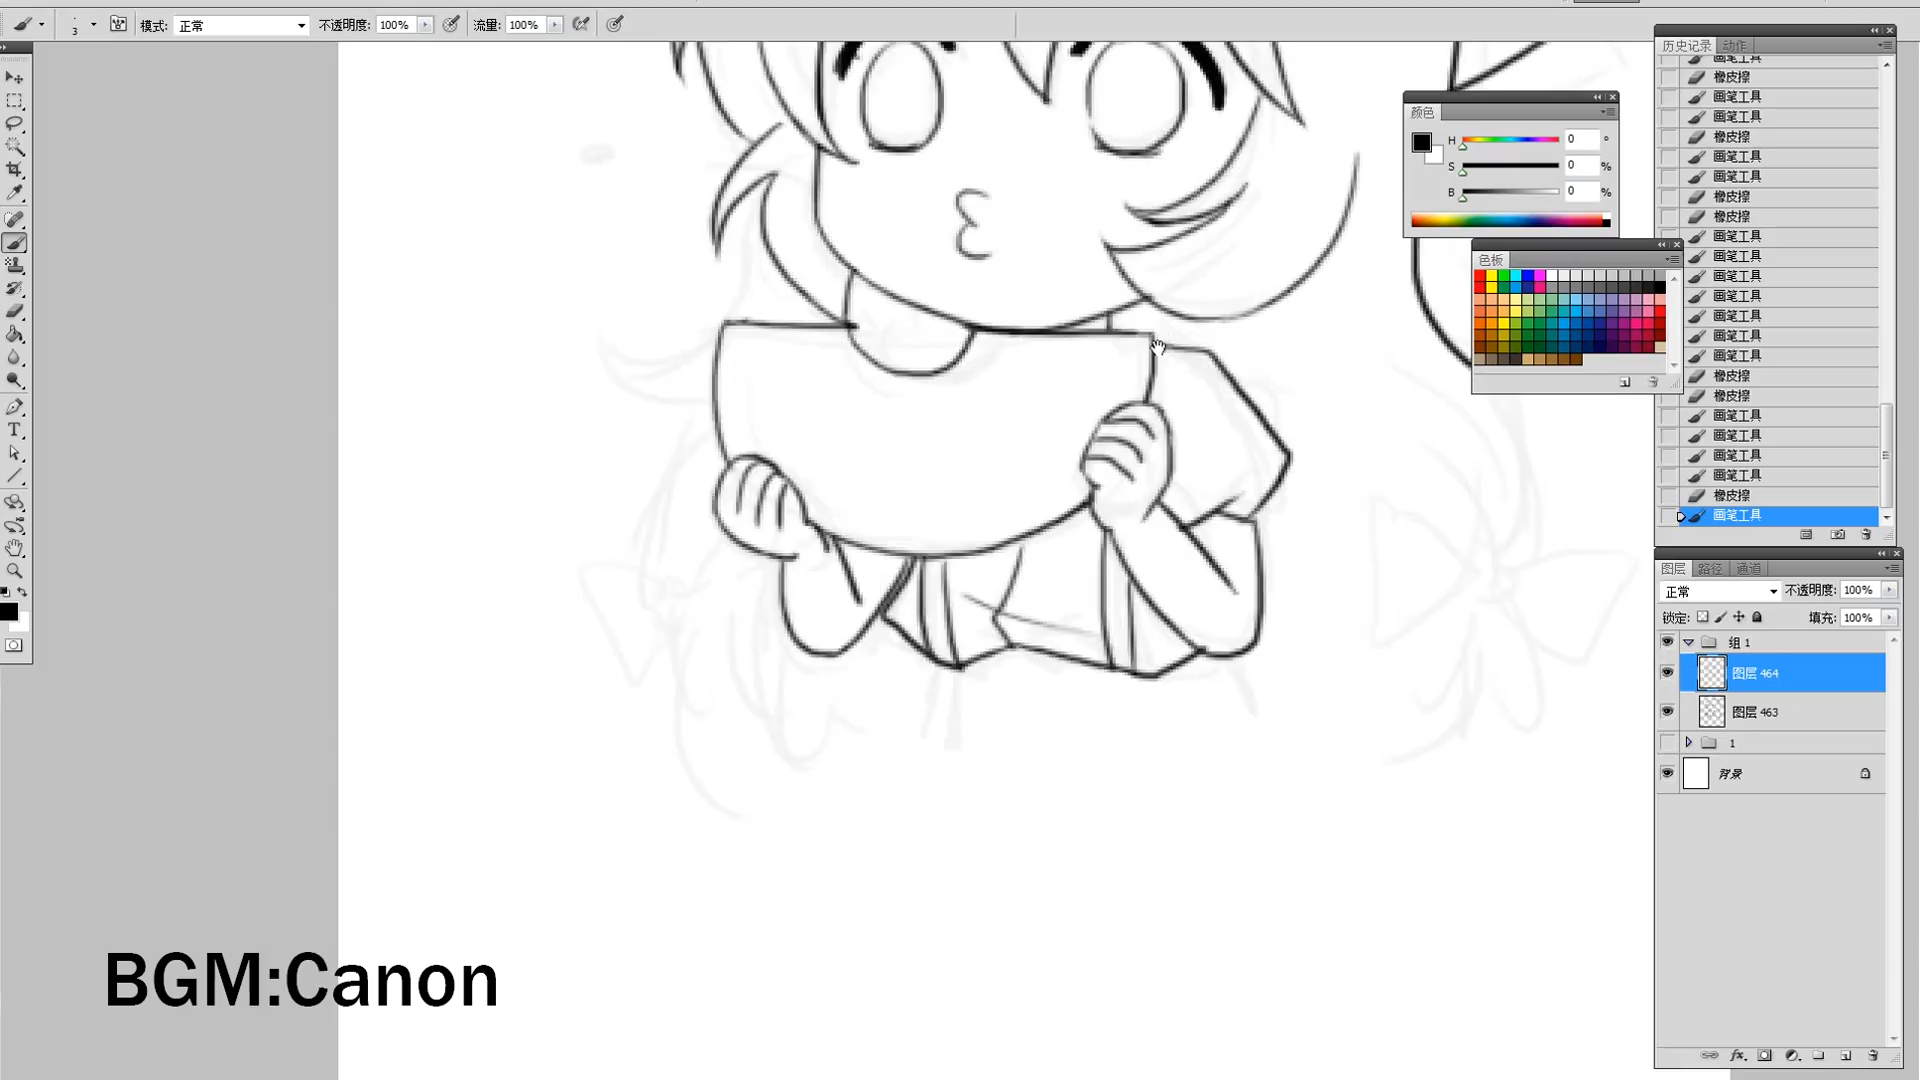 3
模式: 正常
不透明度: 100%
流量: 100%
历史记录 动作
画笔工具
橡皮擦
画笔工具
画笔工具
橡皮擦
画笔工具
画笔工具
橡皮擦
橡皮擦
画笔工具
画笔工具
画笔工具
画笔工具
画笔工具
画笔工具
画笔工具
橡皮擦
橡皮擦
画笔工具
画笔工具
画笔工具
画笔工具
橡皮擦
画笔工具
颜色
H 0 °
S 0 %
B 0 %
色板
图层 路径 通道
正常 不透明度: 100%
锁定: 填充: 100%
组 1
图层 464
图层 463
1
背景
BGM:Canon